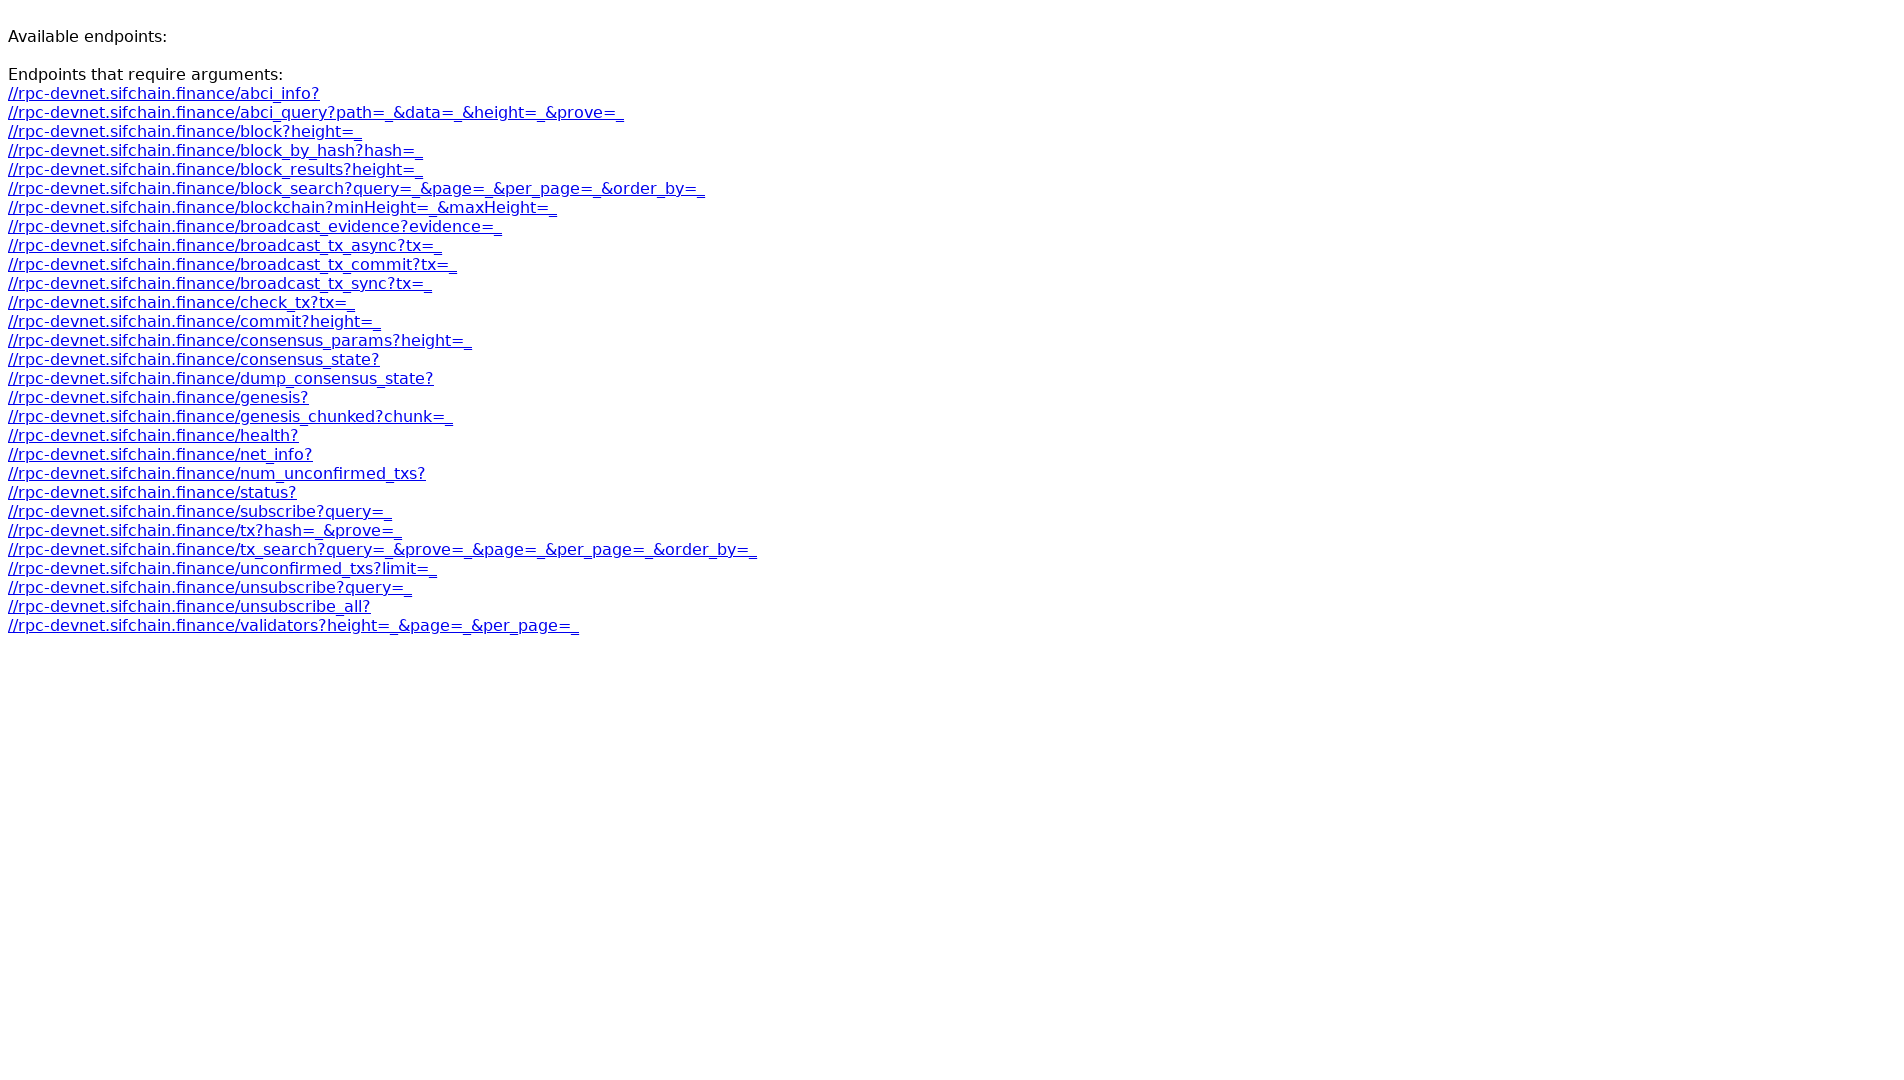 Available endpoints:
Endpoints that require arguments:
//rpc-devnet.sifchain.finance/abci_info?
//rpc-devnet.sifchain.finance/abci_query?path=_&data=_&height=_&prove=_
//rpc-devnet.sifchain.finance/block?height=_
//rpc-devnet.sifchain.finance/block_by_hash?hash=_
//rpc-devnet.sifchain.finance/block_results?height=_
//rpc-devnet.sifchain.finance/block_search?query=_&page=_&per_page=_&order_by=_
//rpc-devnet.sifchain.finance/blockchain?minHeight=_&maxHeight=_
//rpc-devnet.sifchain.finance/broadcast_evidence?evidence=_
//rpc-devnet.sifchain.finance/broadcast_tx_async?tx=_
//rpc-devnet.sifchain.finance/broadcast_tx_commit?tx=_
//rpc-devnet.sifchain.finance/broadcast_tx_sync?tx=_
//rpc-devnet.sifchain.finance/check_tx?tx=_
//rpc-devnet.sifchain.finance/commit?height=_
//rpc-devnet.sifchain.finance/consensus_params?height=_
//rpc-devnet.sifchain.finance/consensus_state?
//rpc-devnet.sifchain.finance/dump_consensus_state?
//rpc-devnet.sifchain.finance/genesis?
//rpc-devnet.sifchain.finance/genesis_chunked?chunk=_
//rpc-devnet.sifchain.finance/health?
//rpc-devnet.sifchain.finance/net_info?
//rpc-devnet.sifchain.finance/num_unconfirmed_txs?
//rpc-devnet.sifchain.finance/status?
//rpc-devnet.sifchain.finance/subscribe?query=_
//rpc-devnet.sifchain.finance/tx?hash=_&prove=_
//rpc-devnet.sifchain.finance/tx_search?query=_&prove=_&page=_&per_page=_&order_by=_
//rpc-devnet.sifchain.finance/unconfirmed_txs?limit=_
//rpc-devnet.sifchain.finance/unsubscribe?query=_
//rpc-devnet.sifchain.finance/unsubscribe_all?
//rpc-devnet.sifchain.finance/validators?height=_&page=_&per_page=_